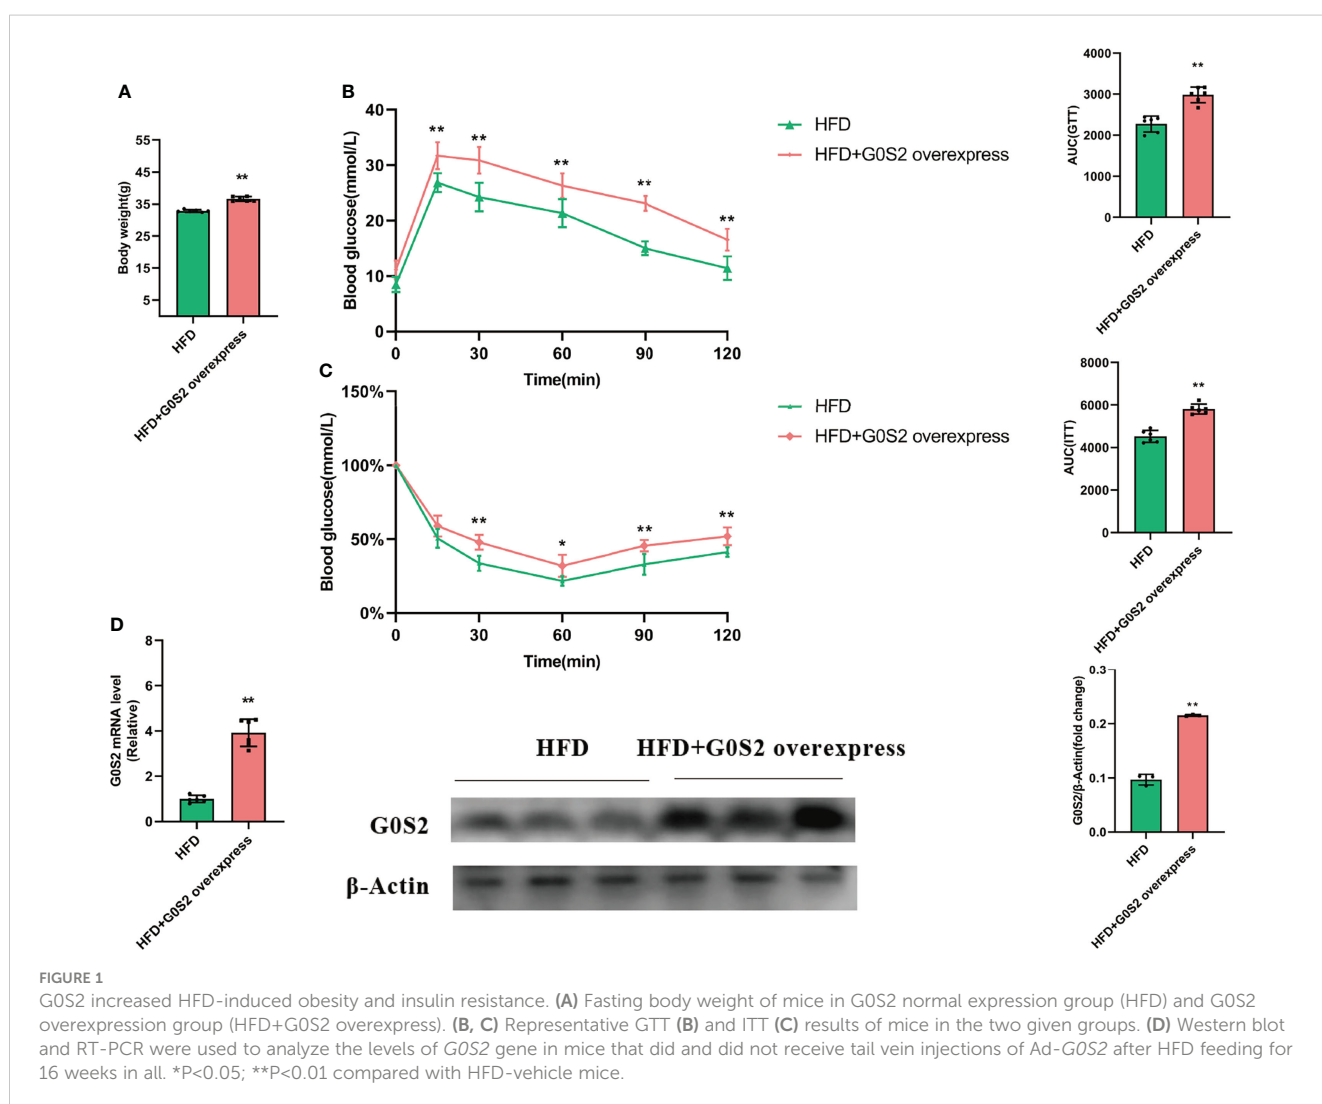 A
55
45
35
25
15
5
Body weight(g)
**
HFD
HFD+G0S2 overexpress
B
40
30
20
10
0
Blood glucose(mmol/L)
** ** ** ** **
0 30 60 90 120
Time(min)
HFD
HFD+G0S2 overexpress
4000
3000
2000
1000
0
AUC(GTT)
**
HFD
HFD+G0S2 overexpress
C
150%
100%
50%
0%
Blood glucose(mmol/L)
** * ** **
0 30 60 90 120
Time(min)
HFD
HFD+G0S2 overexpress
8000
6000
4000
2000
0
AUC(ITT)
**
HFD
HFD+G0S2 overexpress
D
8
6
4
2
0
G0S2 mRNA level
(Relative)
**
HFD
HFD+G0S2 overexpress
HFD HFD+G0S2 overexpress
G0S2
β-Actin
0.3
0.2
0.1
0.0
G0S2/β-Actin(fold change)
**
HFD
HFD+G0S2 overexpress
FIGURE 1
G0S2 increased HFD-induced obesity and insulin resistance. (A) Fasting body weight of mice in G0S2 normal expression group (HFD) and G0S2
overexpression group (HFD+G0S2 overexpress). (B, C) Representative GTT (B) and ITT (C) results of mice in the two given groups. (D) Western blot
and RT-PCR were used to analyze the levels of G0S2 gene in mice that did and did not receive tail vein injections of Ad-G0S2 after HFD feeding for
16 weeks in all. *P<0.05; **P<0.01 compared with HFD-vehicle mice.